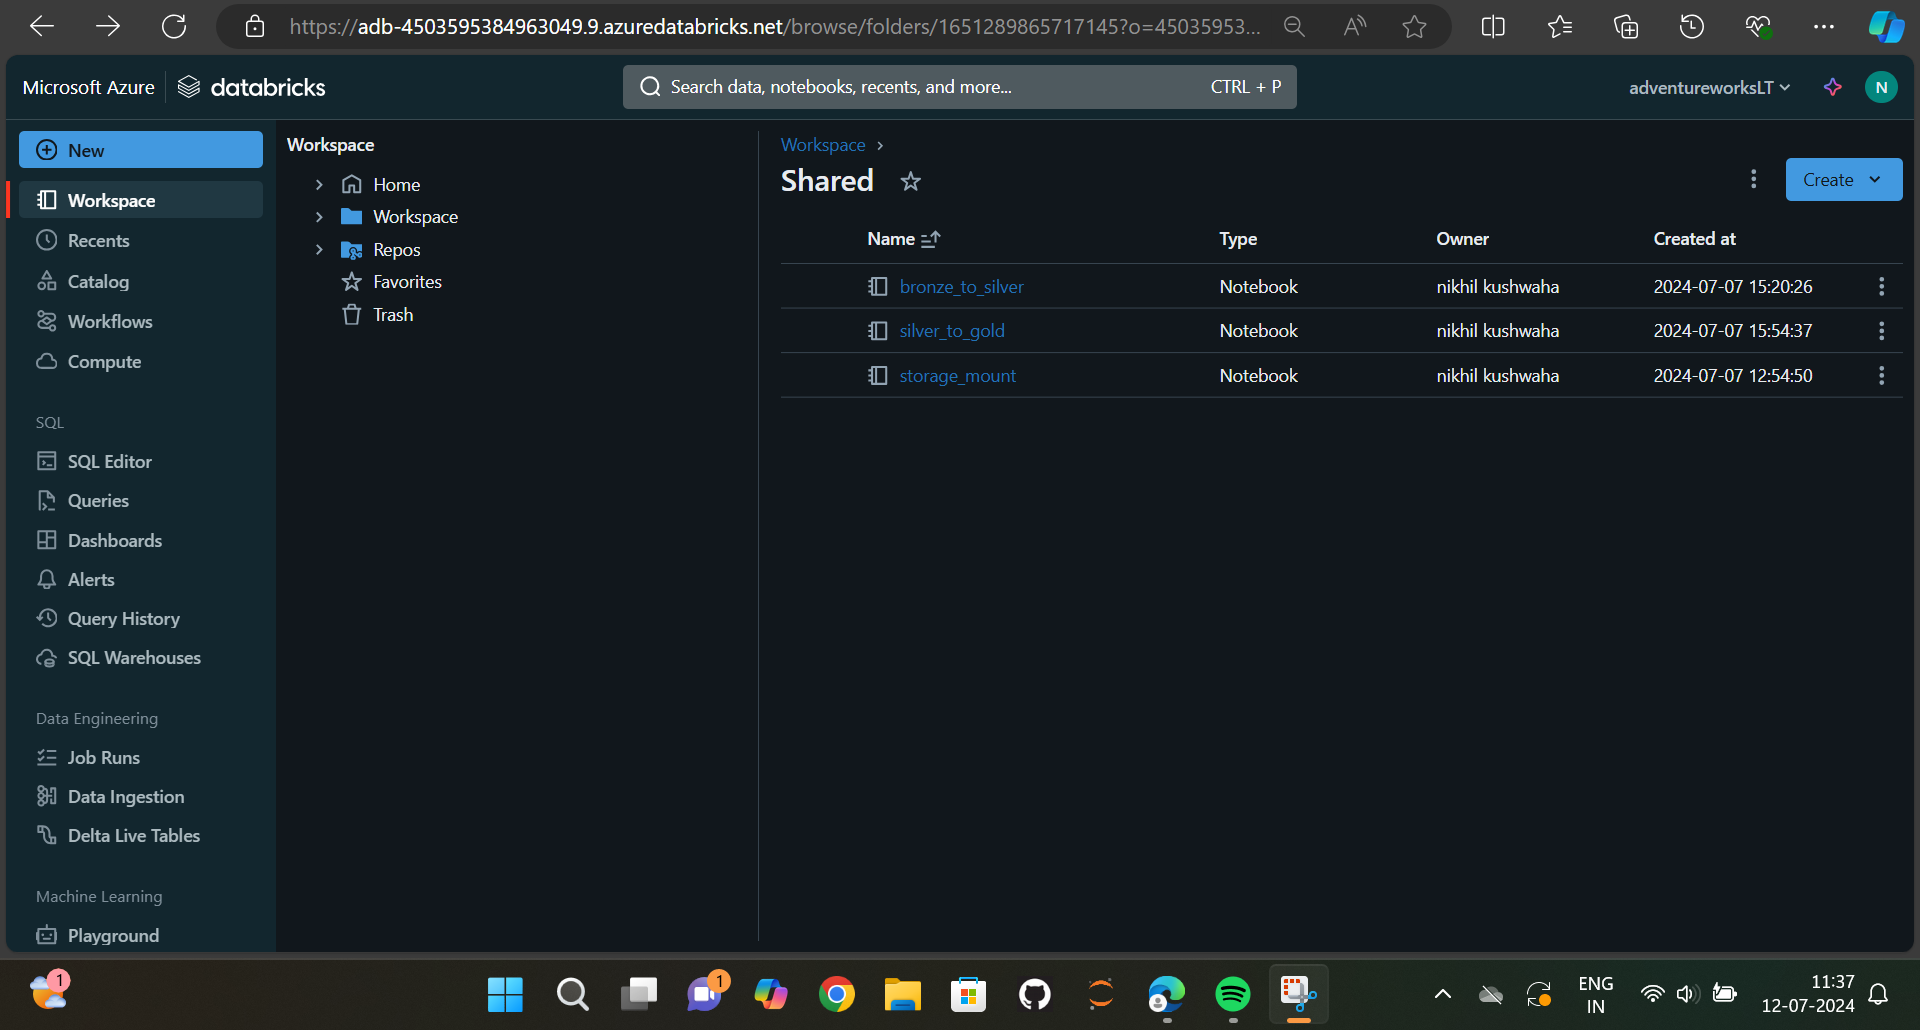 https://adb-4503595384963049.9.azuredatabricks.net/browse/folders/1651289865717145?o=45035953...
Microsoft Azure databricks
Search data, notebooks, recents, and more... CTRL + P
adventureworksLT
N
New
Workspace
Recents
Catalog
Workflows
Compute
SQL
SQL Editor
Queries
Dashboards
Alerts
Query History
SQL Warehouses
Data Engineering
Job Runs
Data Ingestion
Delta Live Tables
Machine Learning
Playground
Workspace
Home
Workspace
Repos
Favorites
Trash
Workspace
Shared
Create
Name Type Owner Created at
bronze_to_silver Notebook nikhil kushwaha 2024-07-07 15:20:26
silver_to_gold Notebook nikhil kushwaha 2024-07-07 15:54:37
storage_mount Notebook nikhil kushwaha 2024-07-07 12:54:50
1
1
ENG
IN
11:37
12-07-2024